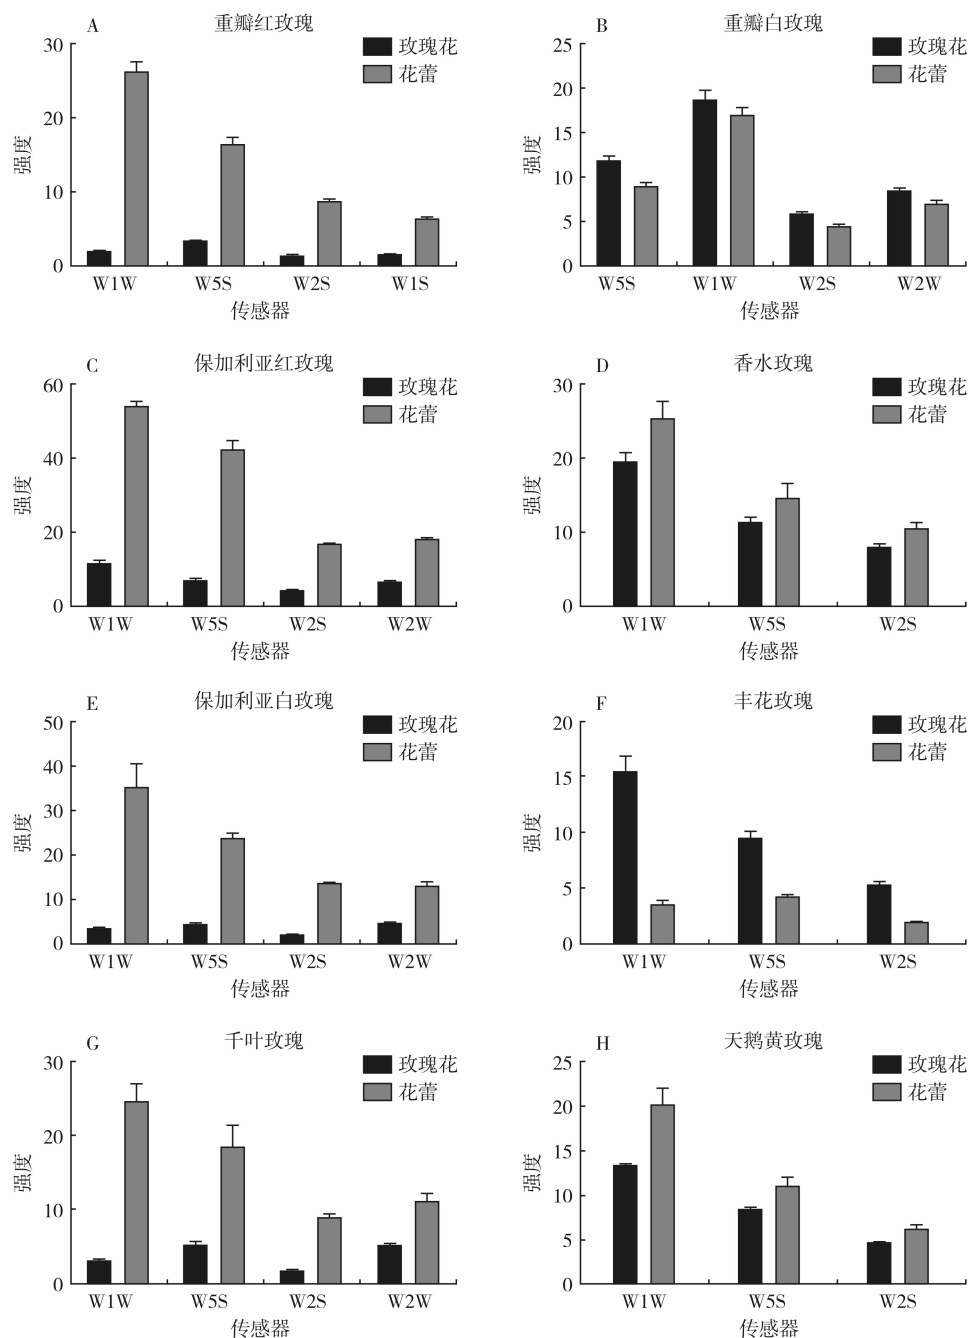 A 重瓣红玫瑰
玫瑰花
花蕾
30
20
10
0
强度
W1W W5S W2S W1S
传感器
B 重瓣白玫瑰
玫瑰花
花蕾
25
20
15
10
5
0
强度
W5S W1W W2S W2W
传感器
C 保加利亚红玫瑰
玫瑰花
花蕾
60
40
20
0
强度
W1W W5S W2S W2W
传感器
D 香水玫瑰
玫瑰花
花蕾
30
20
10
0
强度
W1W W5S W2S
传感器
E 保加利亚白玫瑰
玫瑰花
花蕾
50
40
30
20
10
0
强度
W1W W5S W2S W2W
传感器
F 丰花玫瑰
玫瑰花
花蕾
20
15
10
5
0
强度
W1W W5S W2S
传感器
G 千叶玫瑰
玫瑰花
花蕾
30
20
10
0
强度
W1W W5S W2S W2W
传感器
H 天鹅黄玫瑰
玫瑰花
花蕾
25
20
15
10
5
0
强度
W1W W5S W2S
传感器